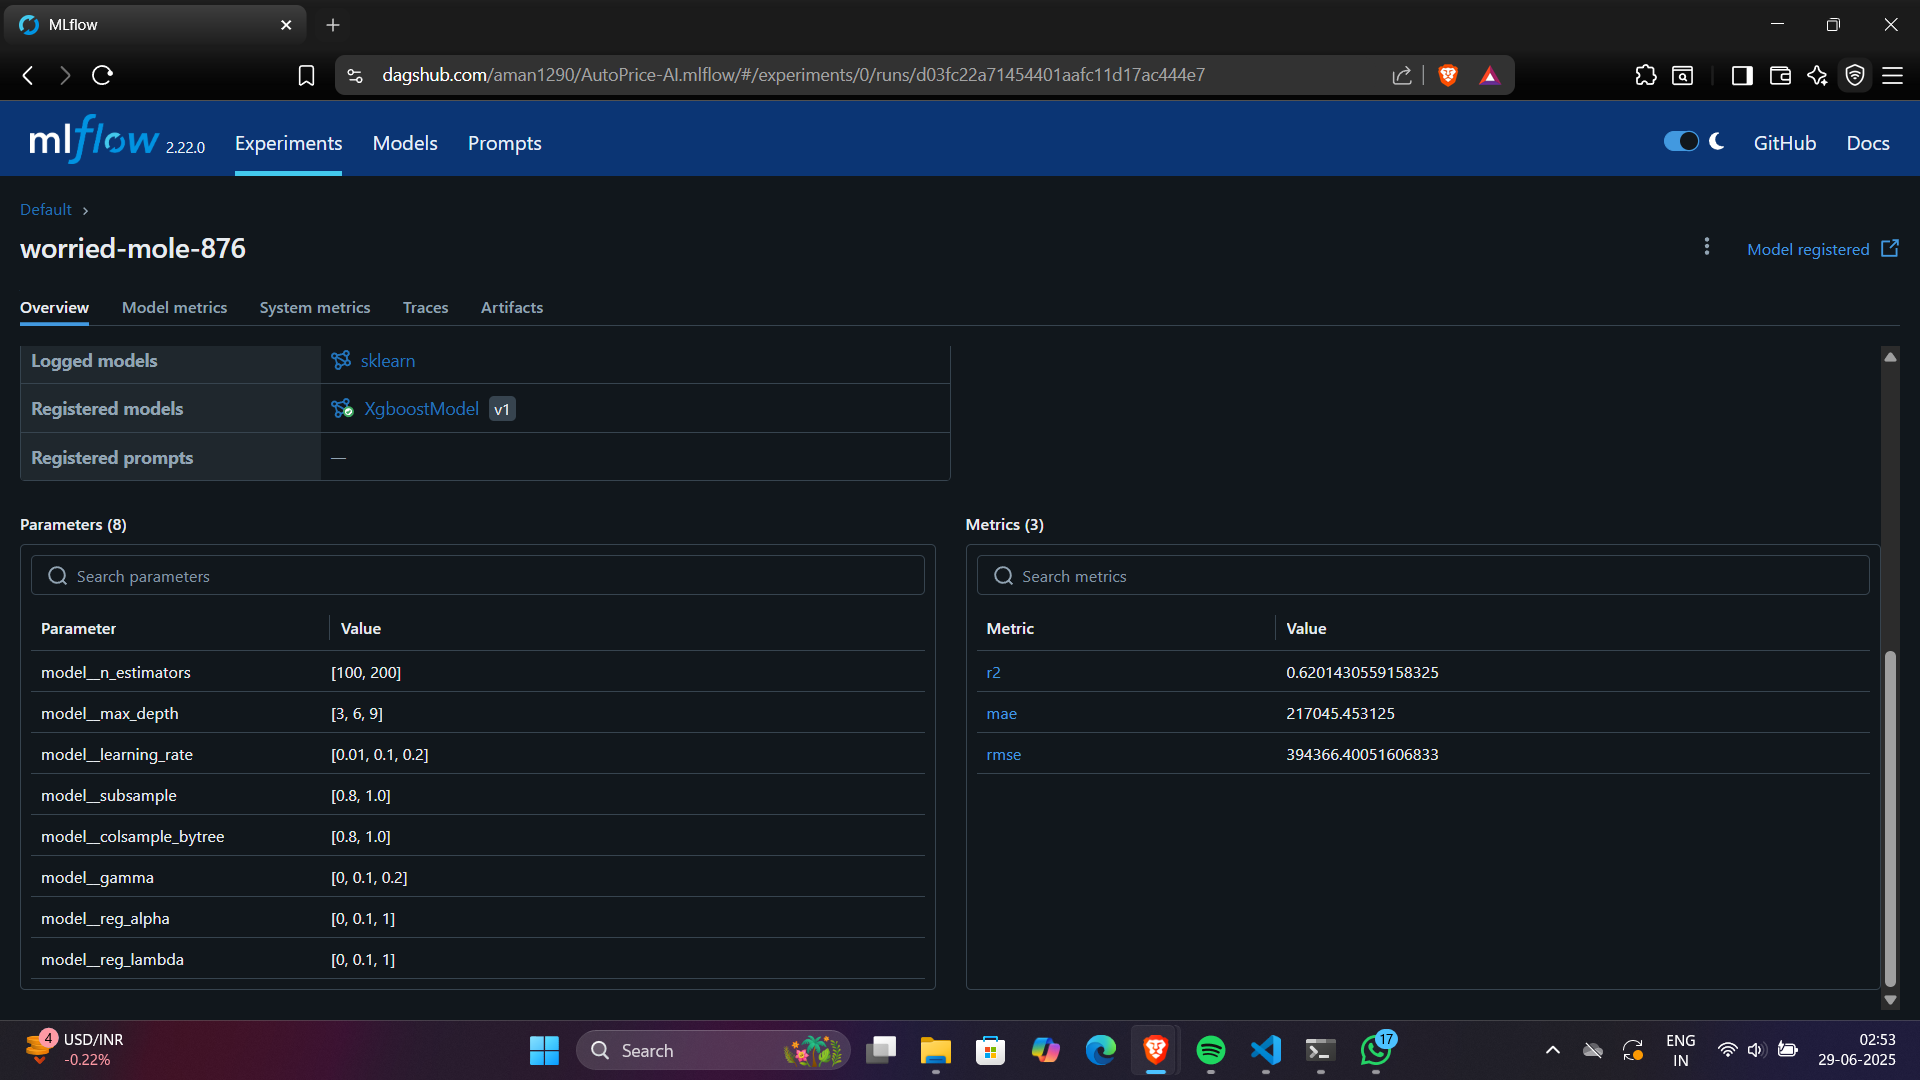 MLflow
dagshub.com/aman1290/AutoPrice-AI.mlflow/#/experiments/0/runs/d03fc22a71454401aafc11d17ac444e7
mlflow 2.22.0 Experiments Models Prompts GitHub Docs
Default
worried-mole-876
Model registered
Overview Model metrics System metrics Traces Artifacts
Logged models sklearn
Registered models XgboostModel v1
Registered prompts —
Parameters (8) Metrics (3)
Search parameters Search metrics
Parameter Value Metric Value
model__n_estimators [100, 200] r2 0.6201430559158325
model__max_depth [3, 6, 9] mae 217045.453125
model__learning_rate [0.01, 0.1, 0.2] rmse 394366.40051606833
model__subsample [0.8, 1.0]
model__colsample_bytree [0.8, 1.0]
model__gamma [0, 0.1, 0.2]
model__reg_alpha [0, 0.1, 1]
model__reg_lambda [0, 0.1, 1]
4 USD/INR Search 17 ENG 02:53
-0.22% IN 29-06-2025